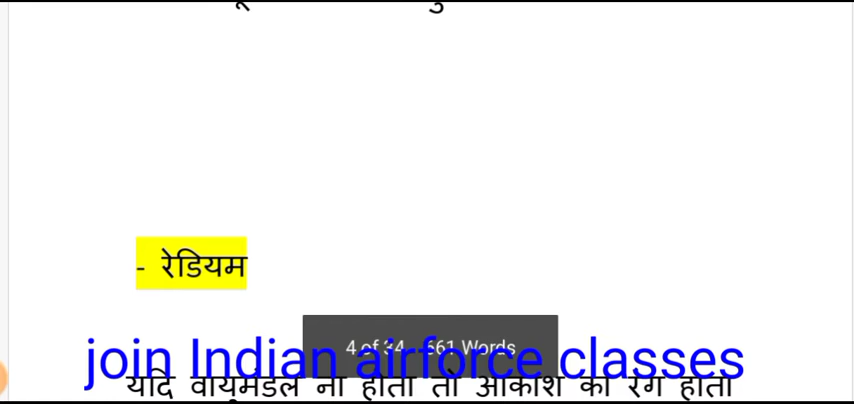 - रेडियम
4 of 34 561 Words
join Indian airforce classes
यदि वायुमंडल ना होता तो आकाश का रंग होता